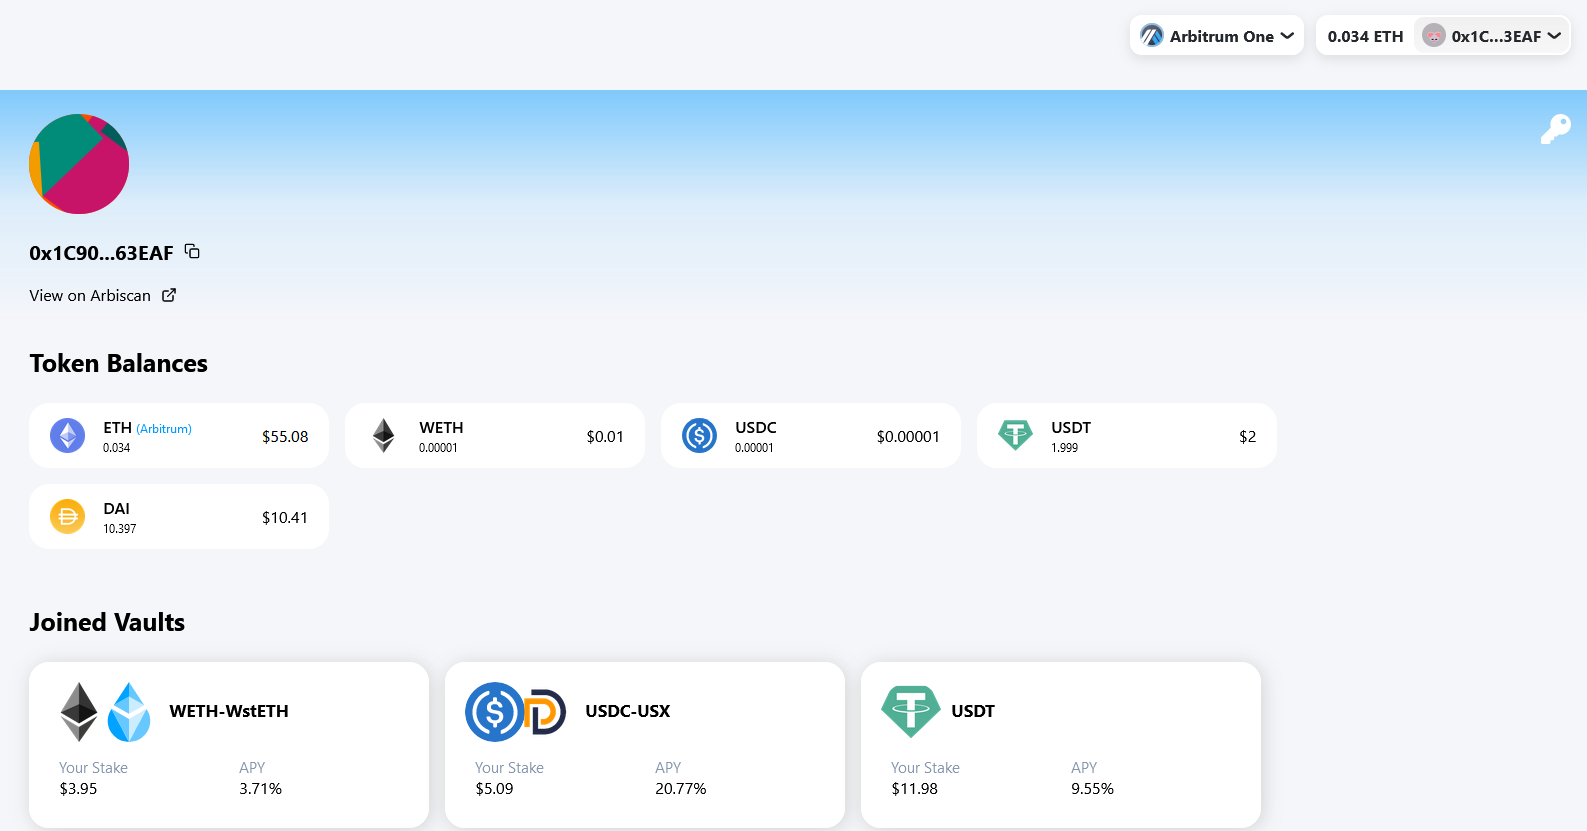 Arbitrum One
0.034 ETH
0x1C...3EAF
0x1C90...63EAF
View on Arbiscan
Token Balances
ETH (Arbitrum)
0.034
$55.08
WETH
0.00001
$0.01
USDC
0.00001
$0.00001
USDT
1.999
$2
DAI
10.397
$10.41
Joined Vaults
WETH-WstETH
Your Stake
$3.95
APY
3.71%
USDC-USX
Your Stake
$5.09
APY
20.77%
USDT
Your Stake
$11.98
APY
9.55%